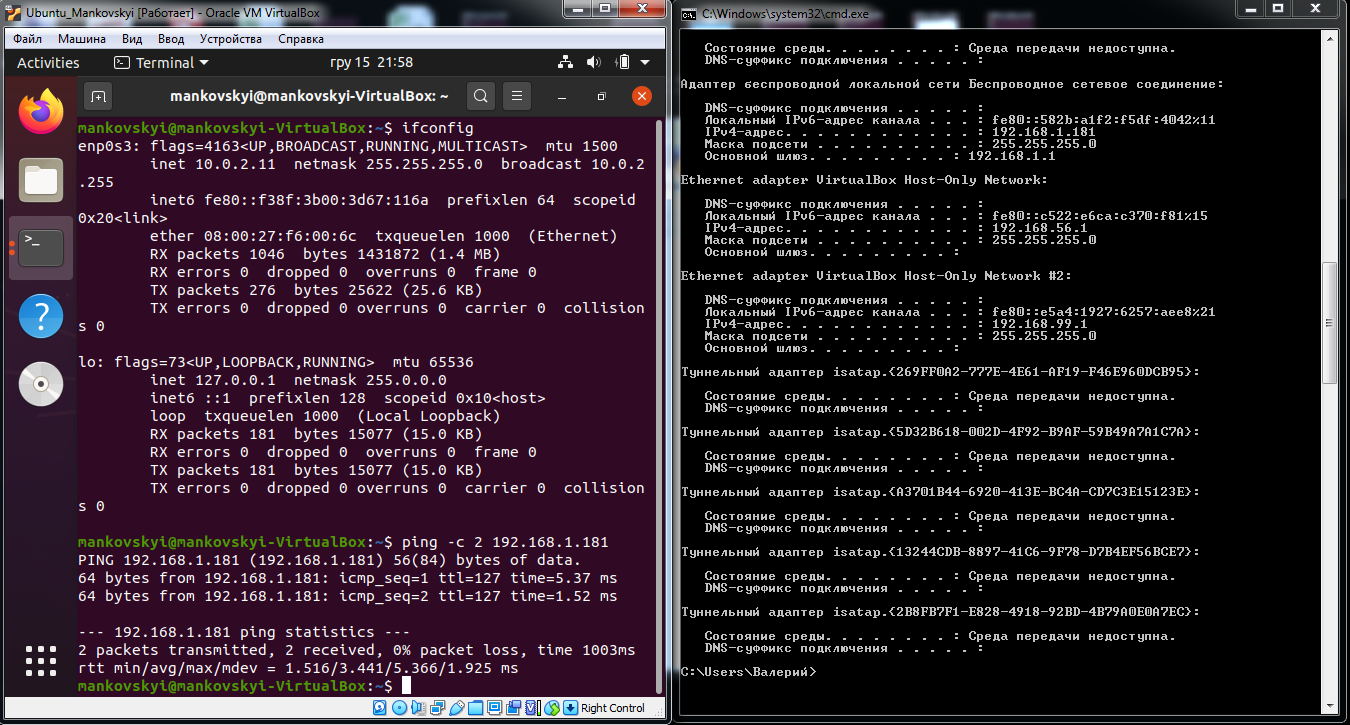 Ubuntu_Mankovskyi [Работает] - Oracle VM VirtualBox
Файл Машина Вид Ввод Устройства Справка
Activities Terminal гру 15 21:58
mankovskyi@mankovskyi-VirtualBox: ~
mankovskyi@mankovskyi-VirtualBox:~$ ifconfig
enp0s3: flags=4163<UP,BROADCAST,RUNNING,MULTICAST>  mtu 1500
        inet 10.0.2.11  netmask 255.255.255.0  broadcast 10.0.2
.255
        inet6 fe80::f38f:3b00:3d67:116a  prefixlen 64  scopeid
0x20<link>
        ether 08:00:27:f6:00:6c  txqueuelen 1000  (Ethernet)
        RX packets 1046  bytes 1431872 (1.4 MB)
        RX errors 0  dropped 0  overruns 0  frame 0
        TX packets 276  bytes 25622 (25.6 KB)
        TX errors 0  dropped 0 overruns 0  carrier 0  collision
s 0
lo: flags=73<UP,LOOPBACK,RUNNING>  mtu 65536
        inet 127.0.0.1  netmask 255.0.0.0
        inet6 ::1  prefixlen 128  scopeid 0x10<host>
        loop  txqueuelen 1000  (Local Loopback)
        RX packets 181  bytes 15077 (15.0 KB)
        RX errors 0  dropped 0  overruns 0  frame 0
        TX packets 181  bytes 15077 (15.0 KB)
        TX errors 0  dropped 0 overruns 0  carrier 0  collision
s 0
mankovskyi@mankovskyi-VirtualBox:~$ ping -c 2 192.168.1.181
PING 192.168.1.181 (192.168.1.181) 56(84) bytes of data.
64 bytes from 192.168.1.181: icmp_seq=1 ttl=127 time=5.37 ms
64 bytes from 192.168.1.181: icmp_seq=2 ttl=127 time=1.52 ms
--- 192.168.1.181 ping statistics ---
2 packets transmitted, 2 received, 0% packet loss, time 1003ms
rtt min/avg/max/mdev = 1.516/3.441/5.366/1.925 ms
mankovskyi@mankovskyi-VirtualBox:~$
Right Control
C:\Windows\system32\cmd.exe
Состояние среды. . . . . . . . : Среда передачи недоступна.
DNS-суффикс подключения . . . . . :
Адаптер беспроводной локальной сети Беспроводное сетевое соединение:
DNS-суффикс подключения . . . . . :
Локальный IPv6-адрес канала . . . : fe80::582b:a1f2:f5df:4042%11
IPv4-адрес. . . . . . . . . . . . : 192.168.1.181
Маска подсети . . . . . . . . . . : 255.255.255.0
Основной шлюз. . . . . . . . . : 192.168.1.1
Ethernet adapter VirtualBox Host-Only Network:
DNS-суффикс подключения . . . . . :
Локальный IPv6-адрес канала . . . : fe80::c522:e6ca:c370:f81%15
IPv4-адрес. . . . . . . . . . . . : 192.168.56.1
Маска подсети . . . . . . . . . . : 255.255.255.0
Основной шлюз. . . . . . . . . :
Ethernet adapter VirtualBox Host-Only Network #2:
DNS-суффикс подключения . . . . . :
Локальный IPv6-адрес канала . . . : fe80::e5a4:1927:6257:aee8%21
IPv4-адрес. . . . . . . . . . . . : 192.168.99.1
Маска подсети . . . . . . . . . . : 255.255.255.0
Основной шлюз. . . . . . . . . :
Туннельный адаптер isatap.{269FF0A2-777E-4E61-AF19-F46E960DCB95}:
Состояние среды. . . . . . . . : Среда передачи недоступна.
DNS-суффикс подключения . . . . . :
Туннельный адаптер isatap.{5D32B618-002D-4F92-B9AF-59B49A7A1C7A}:
Состояние среды. . . . . . . . : Среда передачи недоступна.
DNS-суффикс подключения . . . . . :
Туннельный адаптер isatap.{A3701B44-6920-413E-BC4A-CD7C3E15123E}:
Состояние среды. . . . . . . . : Среда передачи недоступна.
DNS-суффикс подключения . . . . . :
Туннельный адаптер isatap.{13244CDB-8897-41C6-9F78-D7B4EF56BCE7}:
Состояние среды. . . . . . . . : Среда передачи недоступна.
DNS-суффикс подключения . . . . . :
Туннельный адаптер isatap.{2B8FB7F1-E828-4918-92BD-4B79A0E0A7EC}:
Состояние среды. . . . . . . . : Среда передачи недоступна.
DNS-суффикс подключения . . . . . :
C:\Users\Валерий>